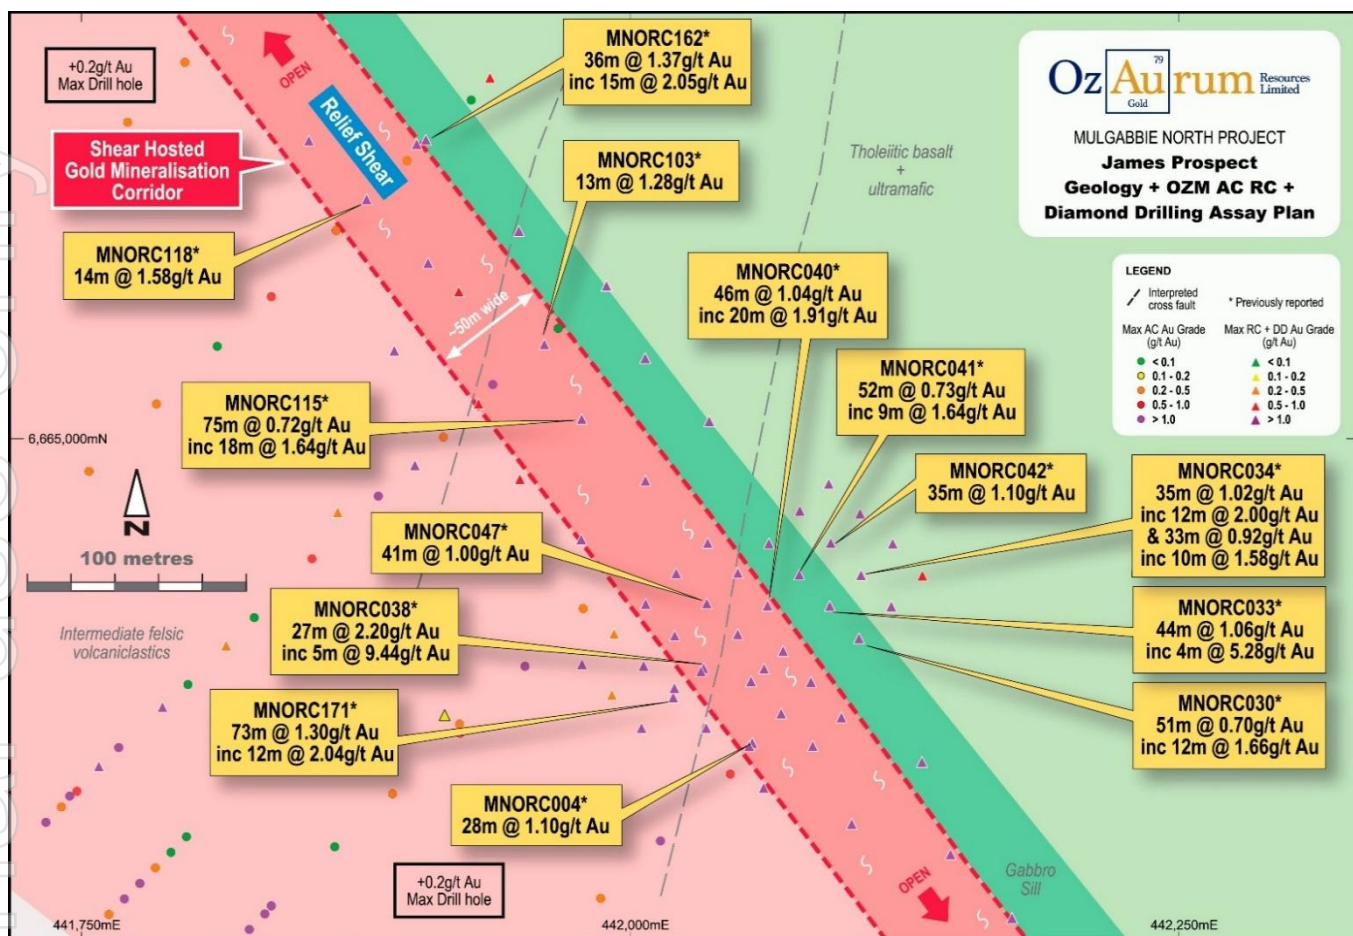 +0.2g/t Au
Max Drill hole
OPEN
Relief Shear
Shear Hosted
Gold Mineralisation
Corridor
MNORC162*
36m @ 1.37g/t Au
inc 15m @ 2.05g/t Au
MNORC103*
13m @ 1.28g/t Au
Tholeiitic basalt
+
ultramafic
79
Oz Au rum Resources
Limited
Gold
MULGABBIE NORTH PROJECT
James Prospect
Geology + OZM AC RC +
Diamond Drilling Assay Plan
LEGEND
Interpreted
cross fault
* Previously reported
Max AC Au Grade
(g/t Au)
< 0.1
0.1 - 0.2
0.2 - 0.5
0.5 - 1.0
> 1.0
Max RC + DD Au Grade
(g/t Au)
< 0.1
0.1 - 0.2
0.2 - 0.5
0.5 - 1.0
> 1.0
MNORC118*
14m @ 1.58g/t Au
~50m wide
MNORC040*
46m @ 1.04g/t Au
inc 20m @ 1.91g/t Au
MNORC041*
52m @ 0.73g/t Au
inc 9m @ 1.64g/t Au
MNORC115*
75m @ 0.72g/t Au
inc 18m @ 1.64g/t Au
6,665,000mN
N
100 metres
MNORC042*
35m @ 1.10g/t Au
MNORC034*
35m @ 1.02g/t Au
inc 12m @ 2.00g/t Au
& 33m @ 0.92g/t Au
inc 10m @ 1.58g/t Au
MNORC047*
41m @ 1.00g/t Au
MNORC038*
27m @ 2.20g/t Au
inc 5m @ 9.44g/t Au
MNORC033*
44m @ 1.06g/t Au
inc 4m @ 5.28g/t Au
Intermediate felsic
volcaniclastics
MNORC171*
73m @ 1.30g/t Au
inc 12m @ 2.04g/t Au
MNORC030*
51m @ 0.70g/t Au
inc 12m @ 1.66g/t Au
MNORC004*
28m @ 1.10g/t Au
+0.2g/t Au
Max Drill hole
OPEN
Gabbro
Sill
441,750mE
442,000mE
442,250mE